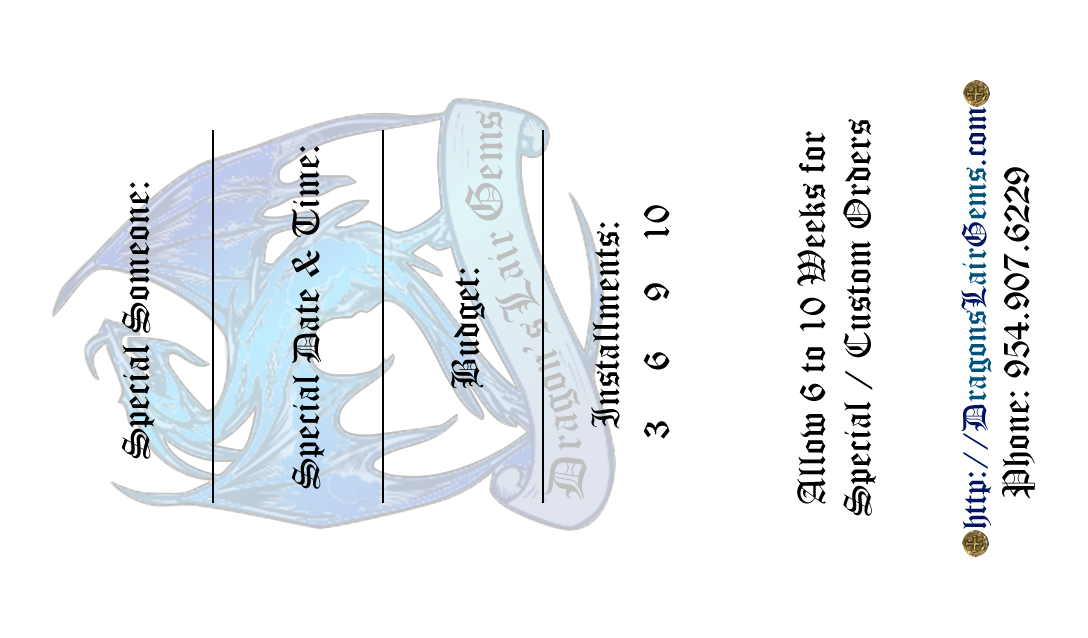 Special Someone:
Special Date & Time:
Budget:
Dragon's Lair Gems
Installments:
3 6 9 10
Allow 6 to 10 Weeks for
Special / Custom Orders
http://DragonsLairGems.com
Phone: 954.907.6229